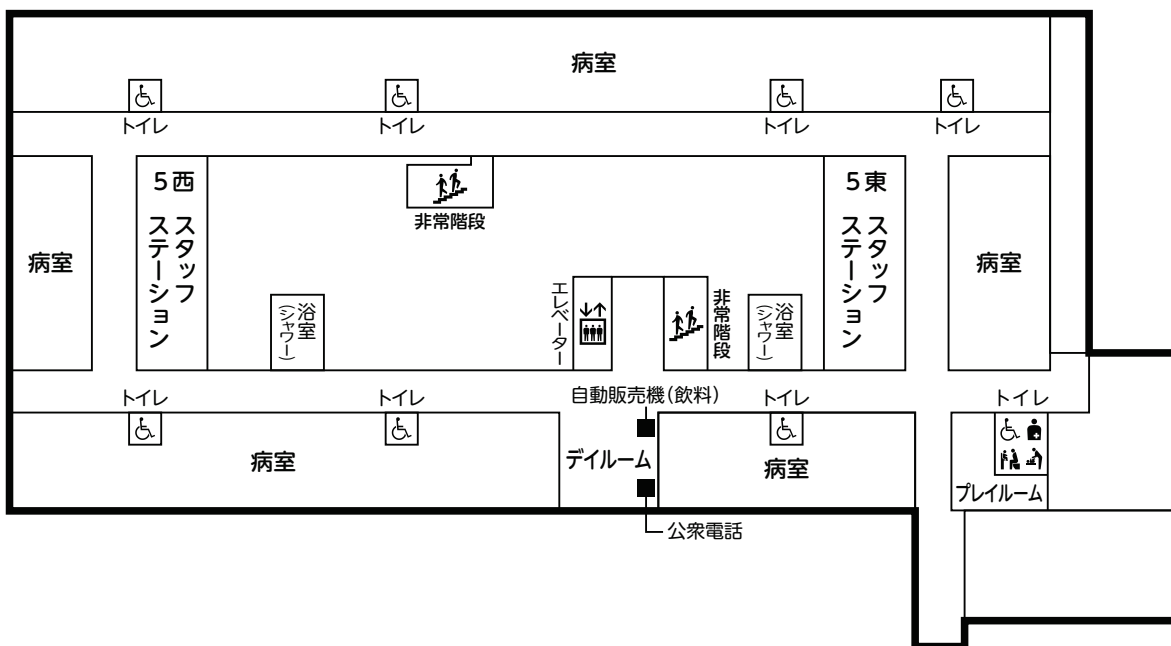 病室
トイレ
トイレ
トイレ
トイレ
5西
スタッフ
ステーション
非常階段
5東
スタッフ
ステーション
病室
病室
浴室
(シャワー)
エレベーター
非常階段
浴室
(シャワー)
トイレ
トイレ
自動販売機(飲料)
トイレ
トイレ
病室
デイルーム
病室
プレイルーム
公衆電話